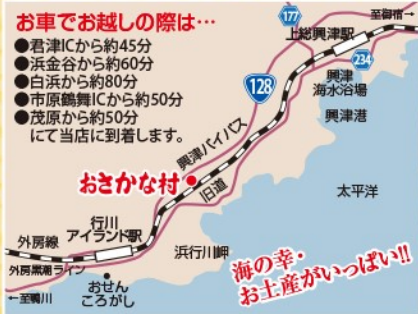 お車でお越しの際は…
●君津ICから約45分
●浜金谷から約60分
●白浜から約80分
●市原鶴舞ICから約50分
●茂原から約50分
にて当店に到着します。
177
至御宿→
上総興津駅
234
128
興津
海水浴場
興津港
興津バイパス
おさかな村
旧道
太平洋
行川
アイランド駅
外房線
浜行川岬
外房黒潮ライン
おせん
ころがし
←至鴨川
海の幸・
お土産がいっぱい!!